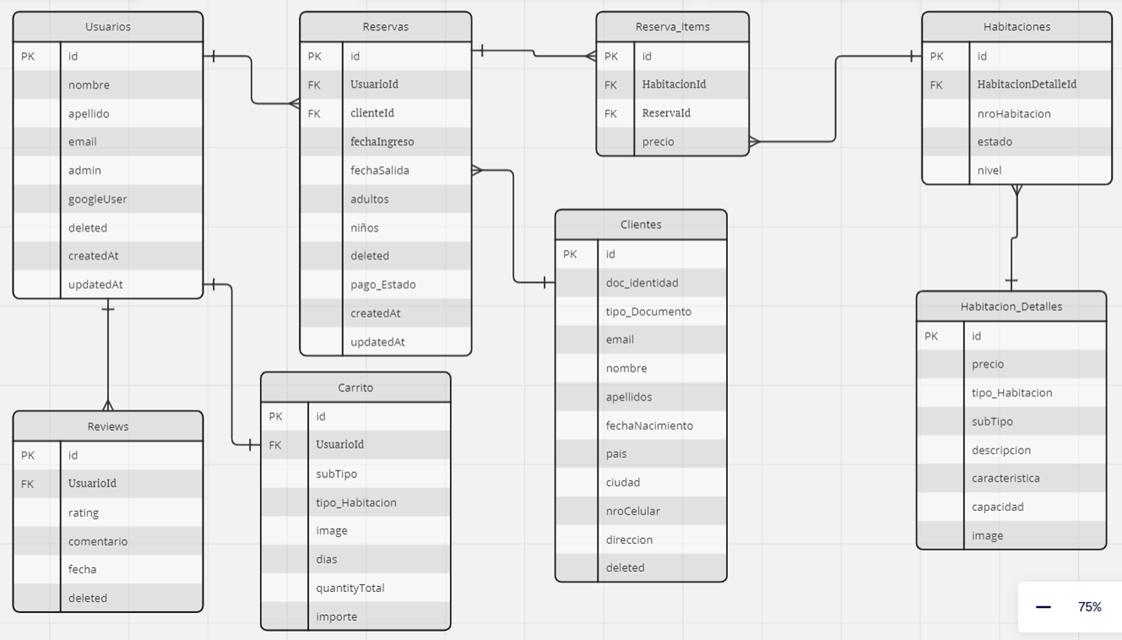 Usuarios
PK id
nombre
apellido
email
admin
googleUser
deleted
createdAt
updatedAt
Reservas
PK id
FK UsuarioId
FK clienteId
fechaIngreso
fechaSalida
adultos
niños
deleted
pago_Estado
createdAt
updatedAt
Reserva_Items
PK id
FK HabitacionId
FK ReservaId
precio
Habitaciones
PK id
FK HabitacionDetalleId
nroHabitacion
estado
nivel
Clientes
PK id
doc_identidad
tipo_Documento
email
nombre
apellidos
fechaNacimiento
pais
ciudad
nroCelular
direccion
deleted
Habitacion_Detalles
PK id
precio
tipo_Habitacion
subTipo
descripcion
caracteristica
capacidad
image
Reviews
PK id
FK UsuarioId
rating
comentario
fecha
deleted
Carrito
PK id
FK UsuarioId
subTipo
tipo_Habitacion
image
dias
quantityTotal
importe
75%